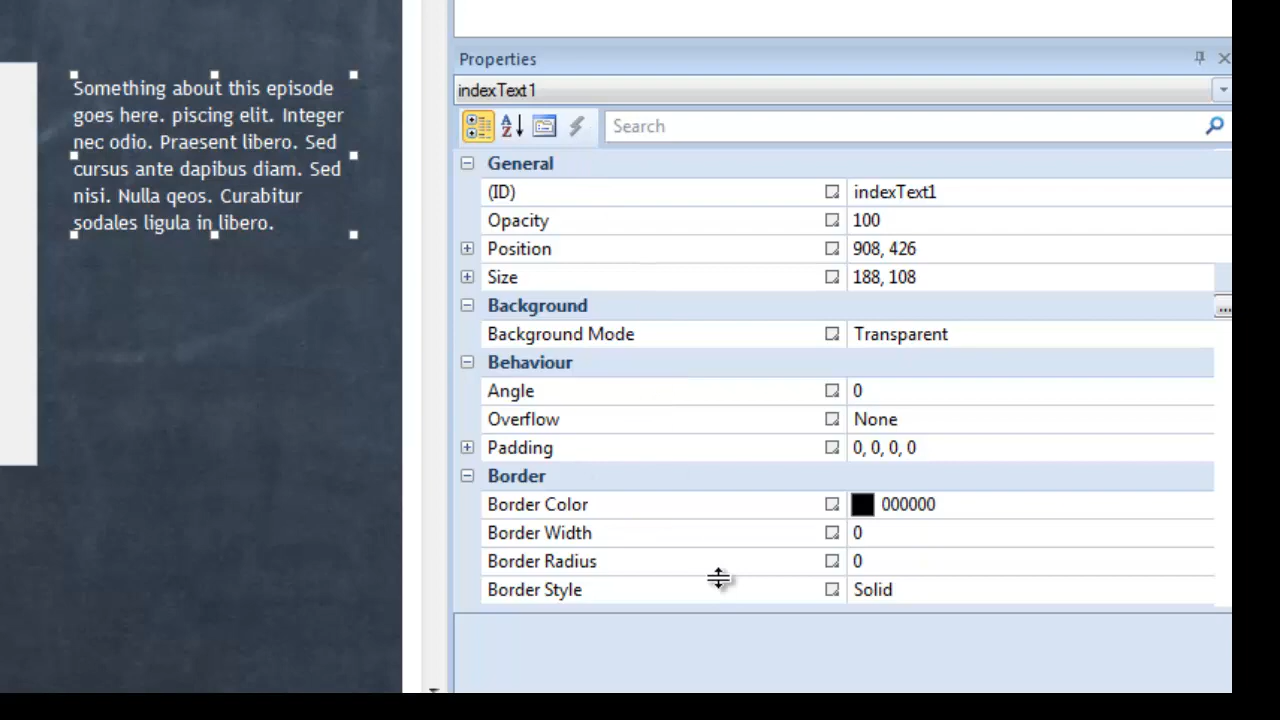 Something about this episode
goes here. piscing elit. Integer
nec odio. Praesent libero. Sed
cursus ante dapibus diam. Sed
nisi. Nulla qeos. Curabitur
sodales ligula in libero.
Properties
indexText1
Search
General
(ID) indexText1
Opacity 100
Position 908, 426
Size 188, 108
Background
Background Mode Transparent
Behaviour
Angle 0
Overflow None
Padding 0, 0, 0, 0
Border
Border Color 000000
Border Width 0
Border Radius 0
Border Style Solid